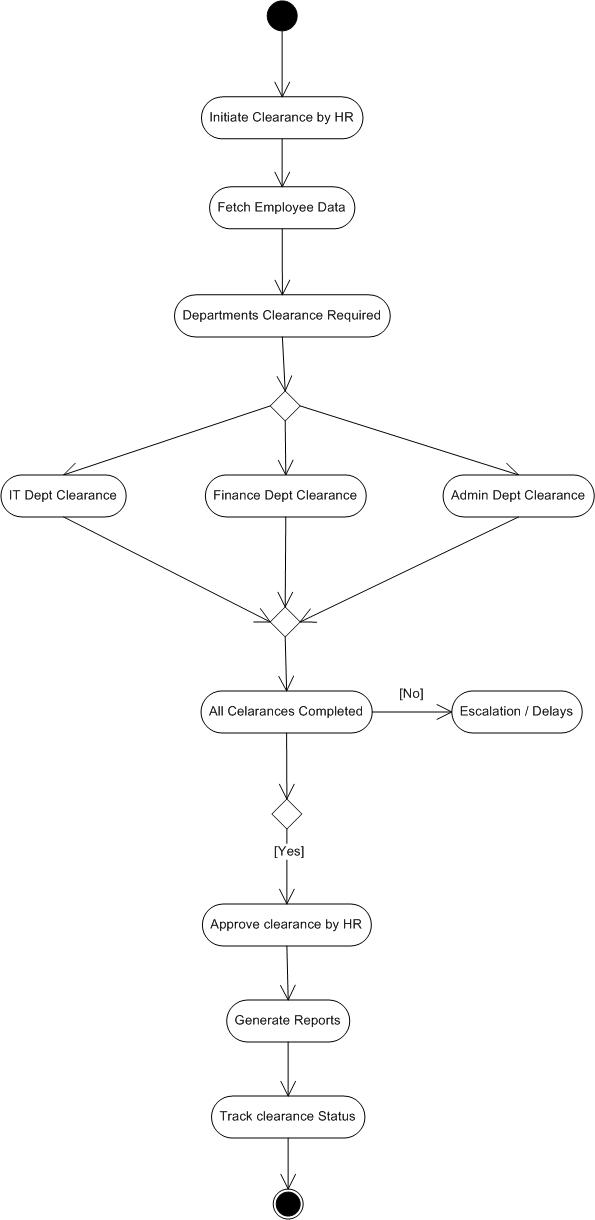 Initiate Clearance by HR
Fetch Employee Data
Departments Clearance Required
IT Dept Clearance
Finance Dept Clearance
Admin Dept Clearance
All Celarances Completed
[No]
Escalation / Delays
[Yes]
Approve clearance by HR
Generate Reports
Track clearance Status